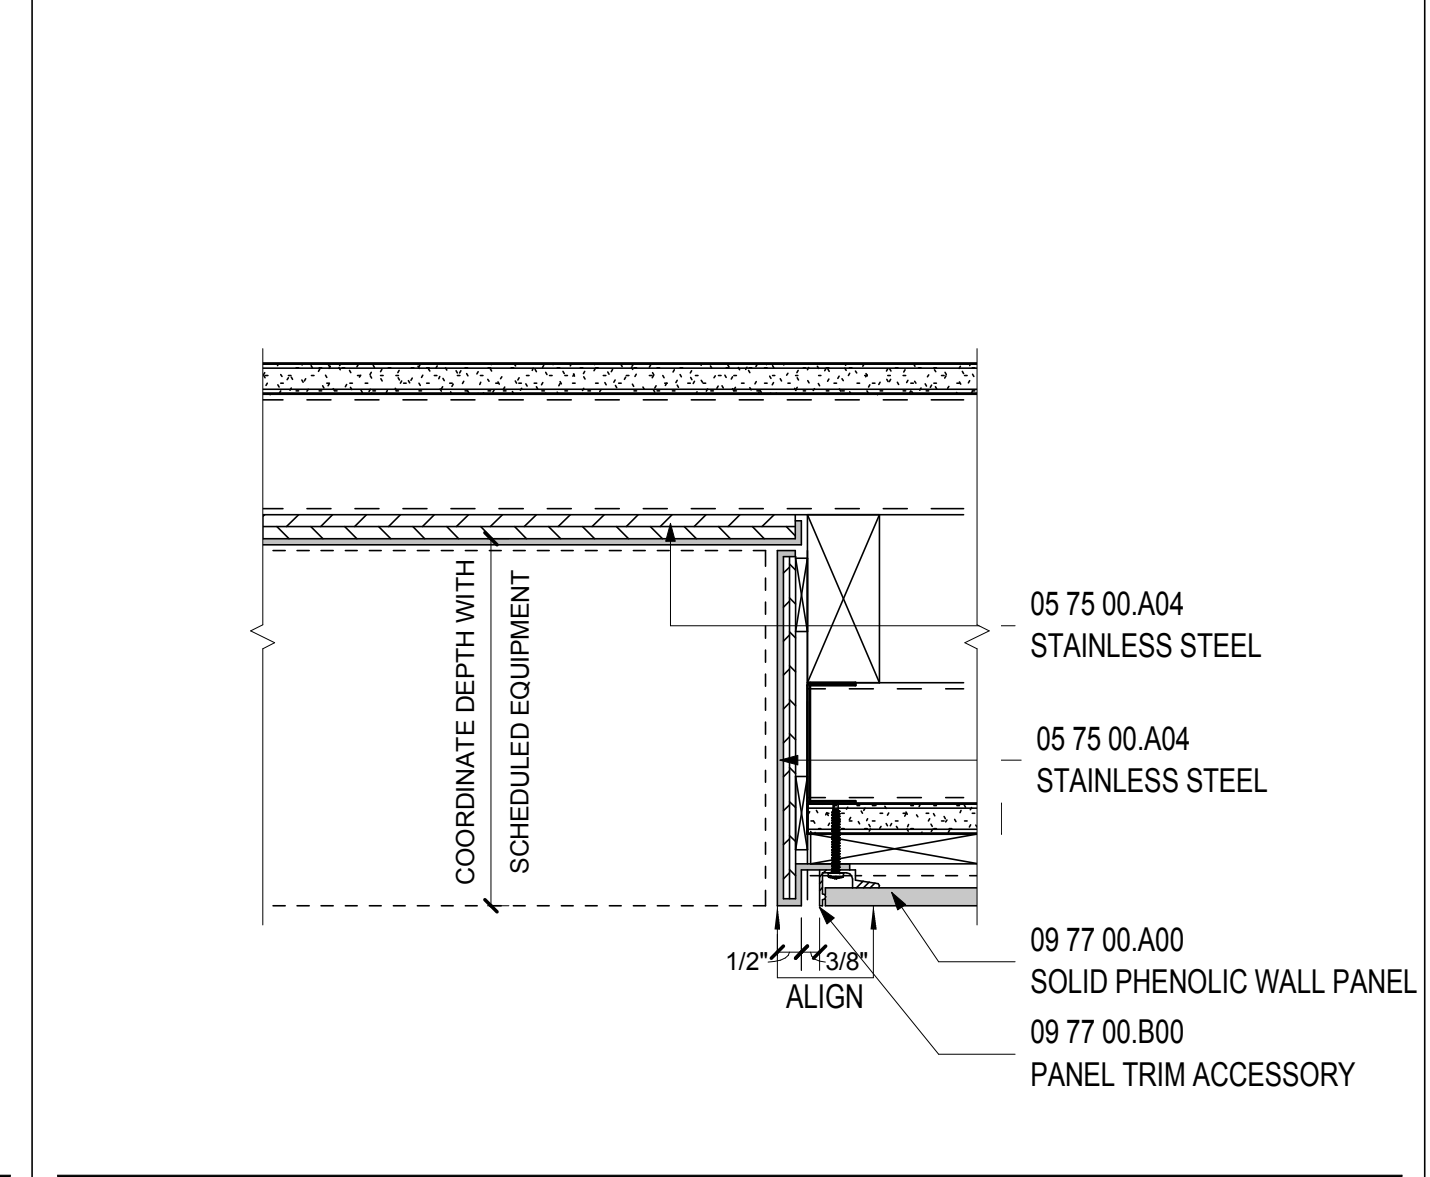 COORDINATE DEPTH WITH
SCHEDULED EQUIPMENT
05 75 00.A04
STAINLESS STEEL
05 75 00.A04
STAINLESS STEEL
09 77 00.A00
SOLID PHENOLIC WALL PANEL
09 77 00.B00
PANEL TRIM ACCESSORY
1/2" 3/8"
ALIGN